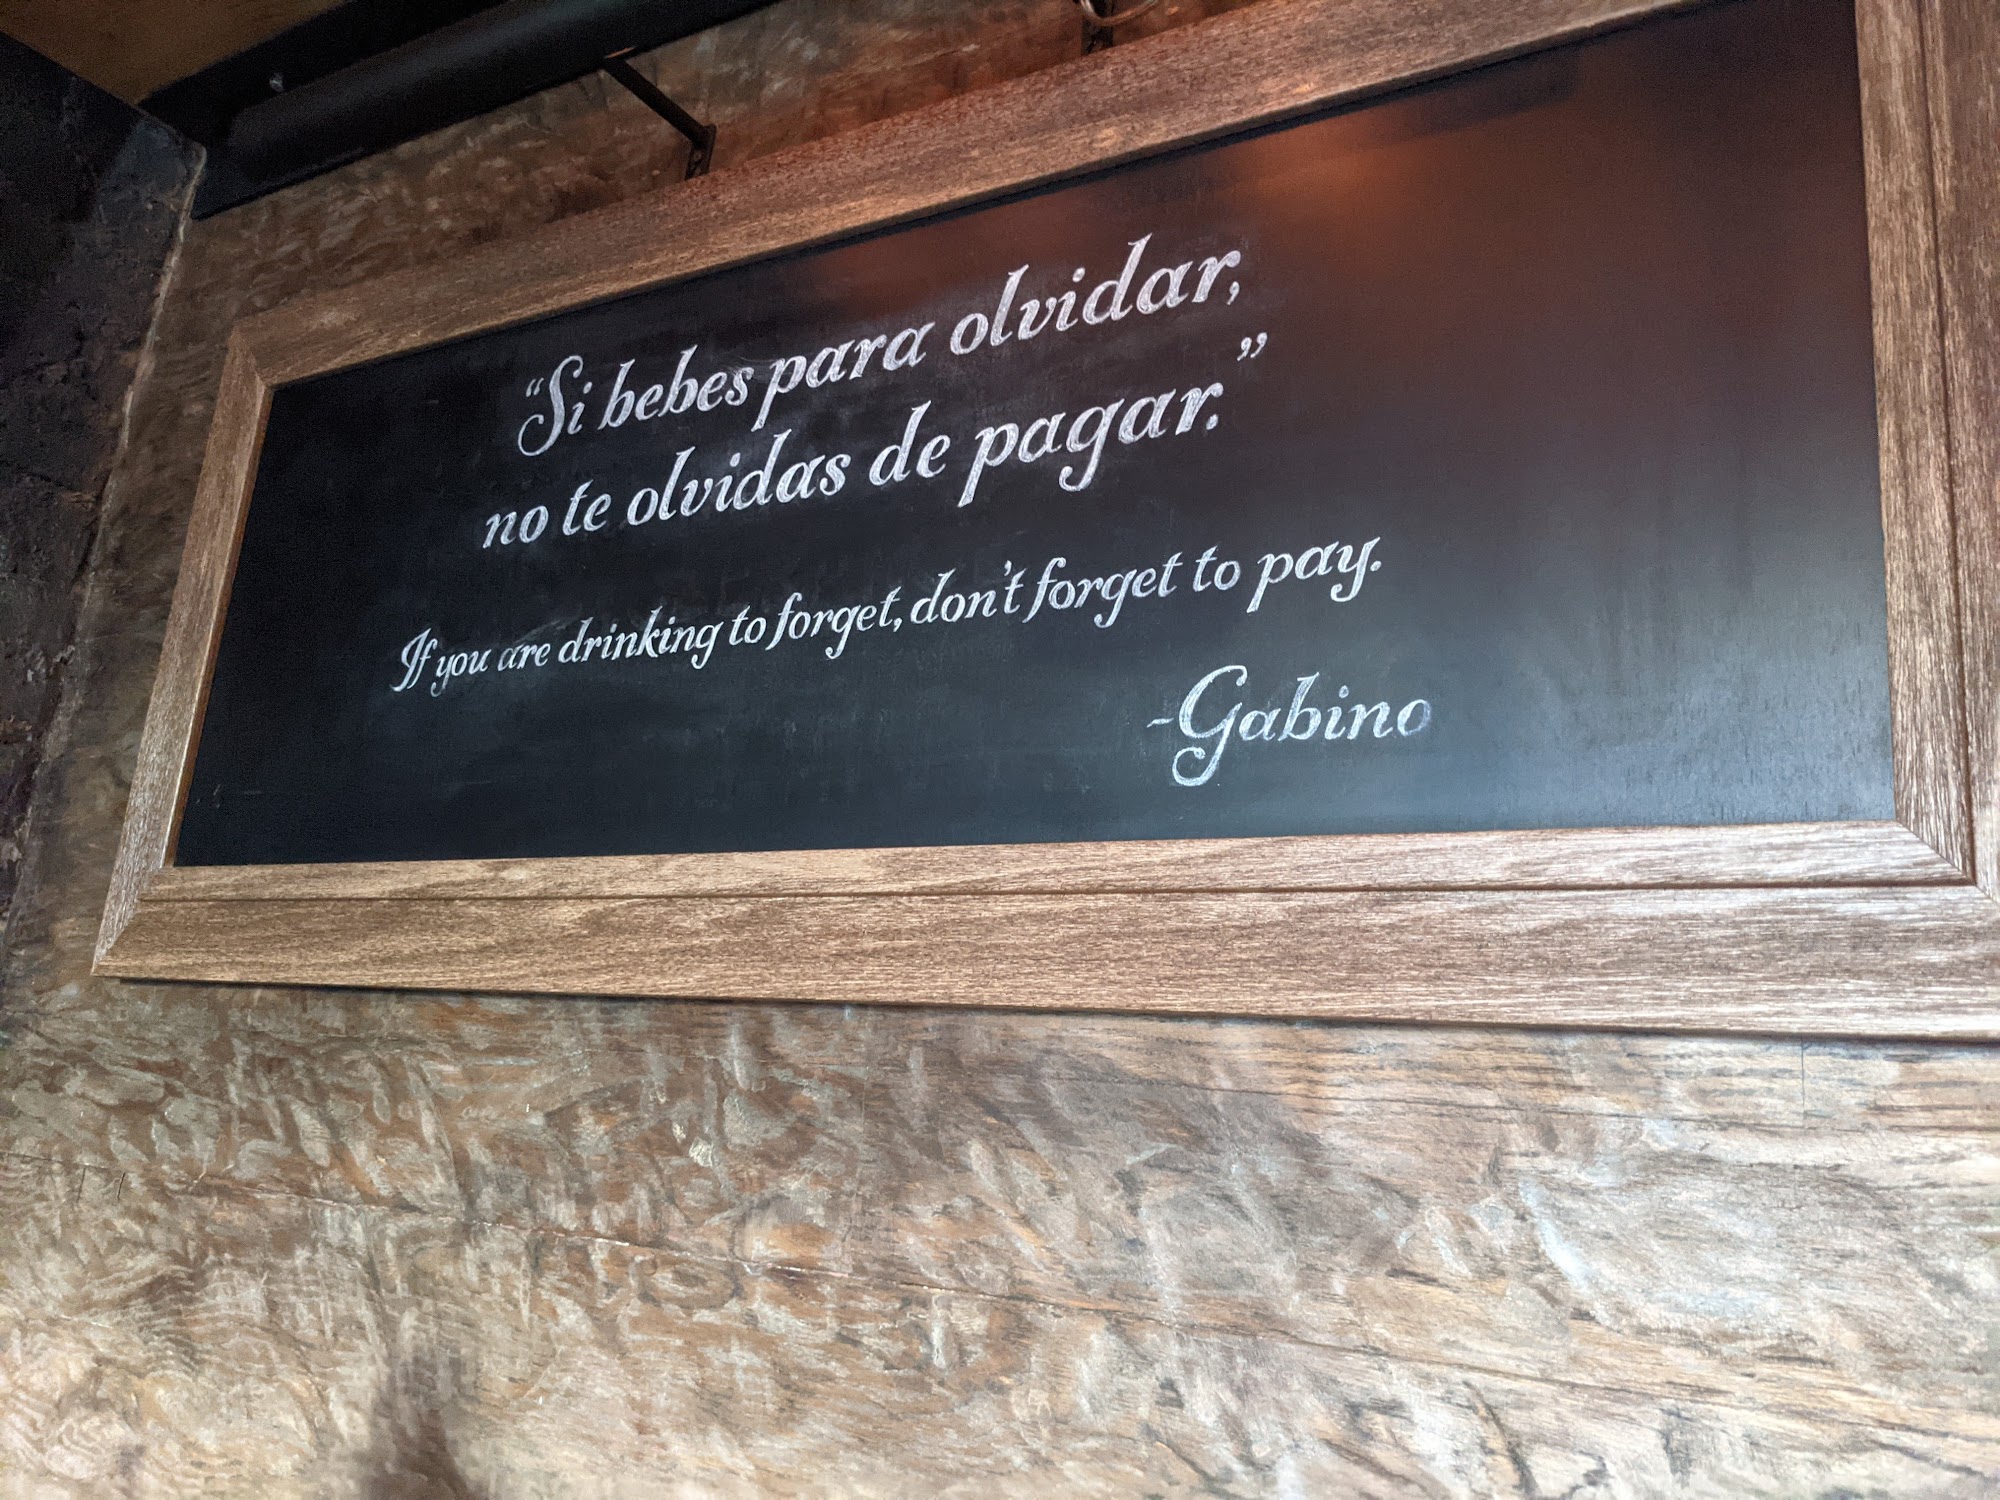 “Si bebes para olvidar,
no te olvidas de pagar.”
If you are drinking to forget, don't forget to pay.
-Gabino